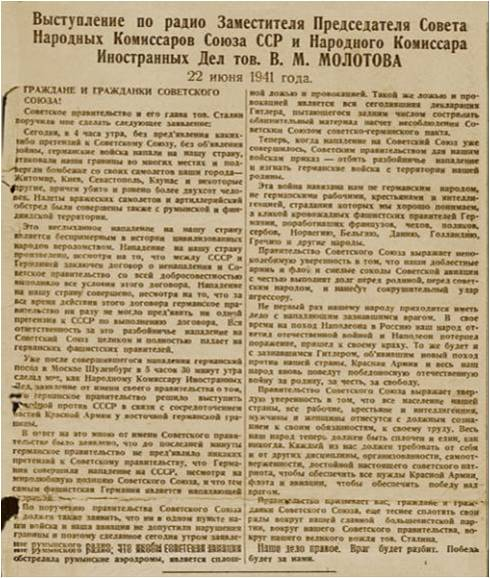 Выступление по радио Заместителя Председателя Совета
Народных Комиссаров Союза ССР и Народного Комиссара
Иностранных Дел тов. В. М. МОЛОТОВА
22 июня 1941 года.
ГРАЖДАНЕ И ГРАЖДАНКИ СОВЕТСКОГО
СОЮЗА!
Советское правительство и его глава тов. Сталин
поручили мне сделать следующее заявление:
Сегодня, в 4 часа утра, без пред'явления каких-
либо претензий к Советскому Союзу, без об'явления
войны, германские войска напали на нашу страну,
атаковали наши границы во многих местах и под-
вергли бомбежке со своих самолетов наши города—
Житомир, Киев, Севастополь, Каунас и некоторые
другие, причем убито и ранено более двухсот чело-
век. Налеты вражеских самолетов и артиллерийский
обстрел были совершены также с румынской и фин-
ляндской территории.
Это неслыханное нападение на нашу страну
является беспримерным в истории цивилизованных
народов вероломством. Нападение на нашу страну
произведено, несмотря на то, что между СССР и
Германией заключен договор о ненападении и Со-
ветское правительство со всей добросовестностью
выполняло все условия этого договора. Нападение
на нашу страну совершено, несмотря на то, что за
все время действия этого договора германское пра-
вительство ни разу не могло пред'явить ни одной
претензии к СССР по выполнению договора. Вся
ответственность за это разбойничье нападение на
Советский Союз целиком и полностью падает на
германских фашистских правителей.
Уже после совершившегося нападения германский
посол в Москве Шуленбург в 5 часов 30 минут утра
сделал мне, как Народному Комиссару Иностранных
Дел, заявление от имени своего правительства о том,
что германское правительство решило выступить
войной против СССР в связи с сосредоточением
частей Красной Армии у восточной германской гра-
ницы.
В ответ на это мною от имени Советского прави-
тельства было заявлено, что до последней минуты
германское правительство не пред'являло никаких
претензий к Советскому правительству, что Герма-
ния совершила нападение на СССР, несмотря на
миролюбивую позицию Советского Союза, и что тем
самым фашистская Германия является нападающей
стороной.
По поручению правительства Советского Союза
я должен также заявить, что ни в одном пункте на-
ши войска и наша авиация не допустили нарушения
границы и поэтому сделанное сегодня утром заявле-
ние румынского радио, что якобы советская авиация
обстреляла румынские аэродромы, является сплош-
ной ложью и провокацией. Такой же ложью и прово-
кацией является вся сегодняшняя декларация
Гитлера, пытающегося задним числом состряпать
обвинительный материал насчет несоблюдения Со-
ветским Союзом советско-германского пакта.
Теперь, когда нападение на Советский Союз уже
совершилось, Советским правительством дан нашим
войскам приказ — отбить разбойничье нападение
и изгнать германские войска с территории нашей
родины.
Эта война навязана нам не германским народом,
не германскими рабочими, крестьянами и интелли-
генцией, страдания которых мы хорошо понимаем,
а кликой кровожадных фашистских правителей Гер-
мании, поработивших французов, чехов, поляков,
сербов, Норвегию, Бельгию, Данию, Голландию,
Грецию и другие народы.
Правительство Советского Союза выражает непо-
колебимую уверенность в том, что наши доблестные
армия и флот и смелые соколы Советской авиации
с честью выполнят долг перед родиной, перед совет-
ским народом, и нанесут сокрушительный удар
агрессору.
Не первый раз нашему народу приходится иметь
дело с нападающим зазнавшимся врагом. В свое
время на поход Наполеона в Россию наш народ от-
ветил отечественной войной и Наполеон потерпел
поражение, пришел к своему краху. То же будет и
с зазнавшимся Гитлером, об'явившим новый поход
против нашей страны. Красная Армия и весь наш
народ вновь поведут победоносную отечественную
войну за родину, за честь, за свободу.
Правительство Советского Союза выражает твер-
дую уверенность в том, что все население нашей
страны, все рабочие, крестьяне и интеллигенция,
мужчины и женщины отнесутся с должным созна-
нием к своим обязанностям, к своему труду. Весь
наш народ теперь должен быть сплочен и един, как
никогда. Каждый из нас должен требовать от себя
и от других дисциплины, организованности, самоот-
верженности, достойной настоящего советского пат-
риота, чтобы обеспечить все нужды Красной Армии,
флота и авиации, чтобы обеспечить победу над
врагом.
Правительство призывает вас, граждане и граж-
данки Советского Союза, еще теснее сплотить свои
ряды вокруг нашей славной большевистской пар-
тии, вокруг нашего Советского правительства, во-
круг нашего великого вождя тов. Сталина.
Наше дело правое. Враг будет разбит. Победа
будет за нами.